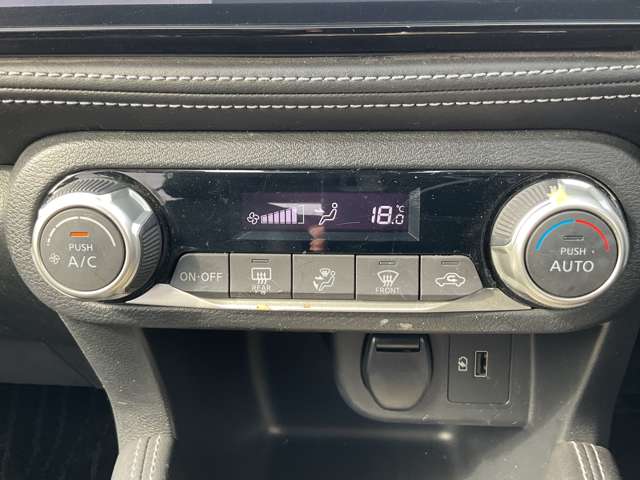 18.0 °C
PUSH
A/C
ON·OFF
REAR
FRONT
PUSH
AUTO